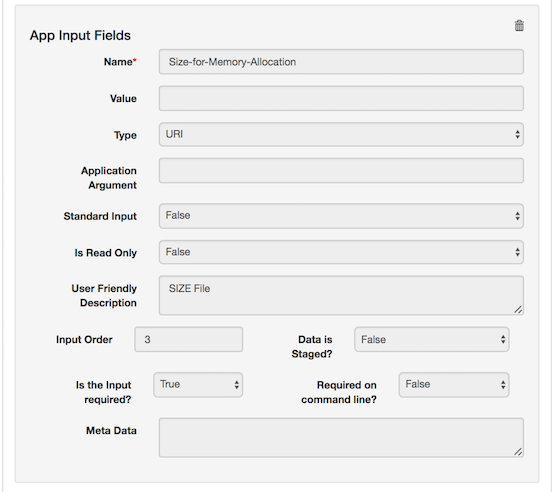 App Input Fields
Name* Size-for-Memory-Allocation
Value
Type URI
Application
Argument
Standard Input False
Is Read Only False
User Friendly SIZE File
Description
Input Order 3 Data is False
Staged?
Is the Input True Required on False
required? command line?
Meta Data